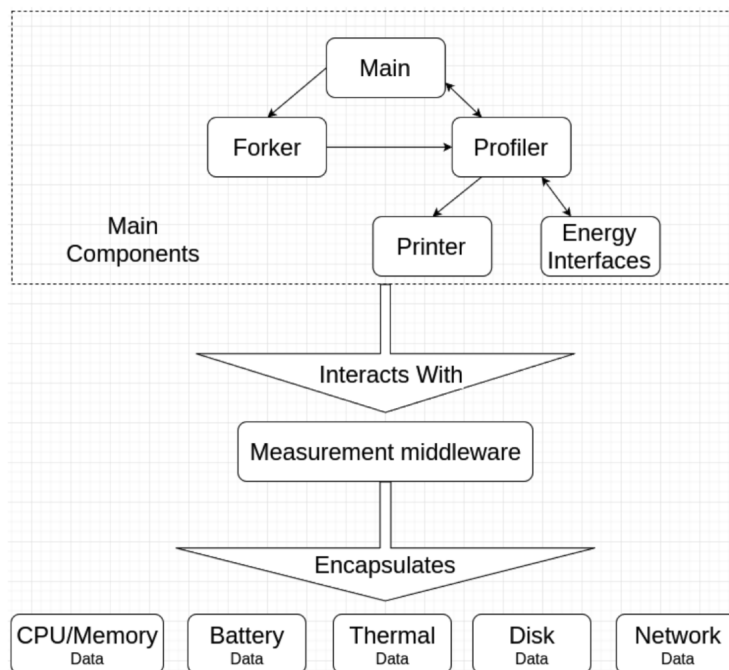 Main
Forker
Profiler
Main
Components
Printer
Energy
Interfaces
Interacts With
Measurement middleware
Encapsulates
CPU/Memory
Data
Battery
Data
Thermal
Data
Disk
Data
Network
Data